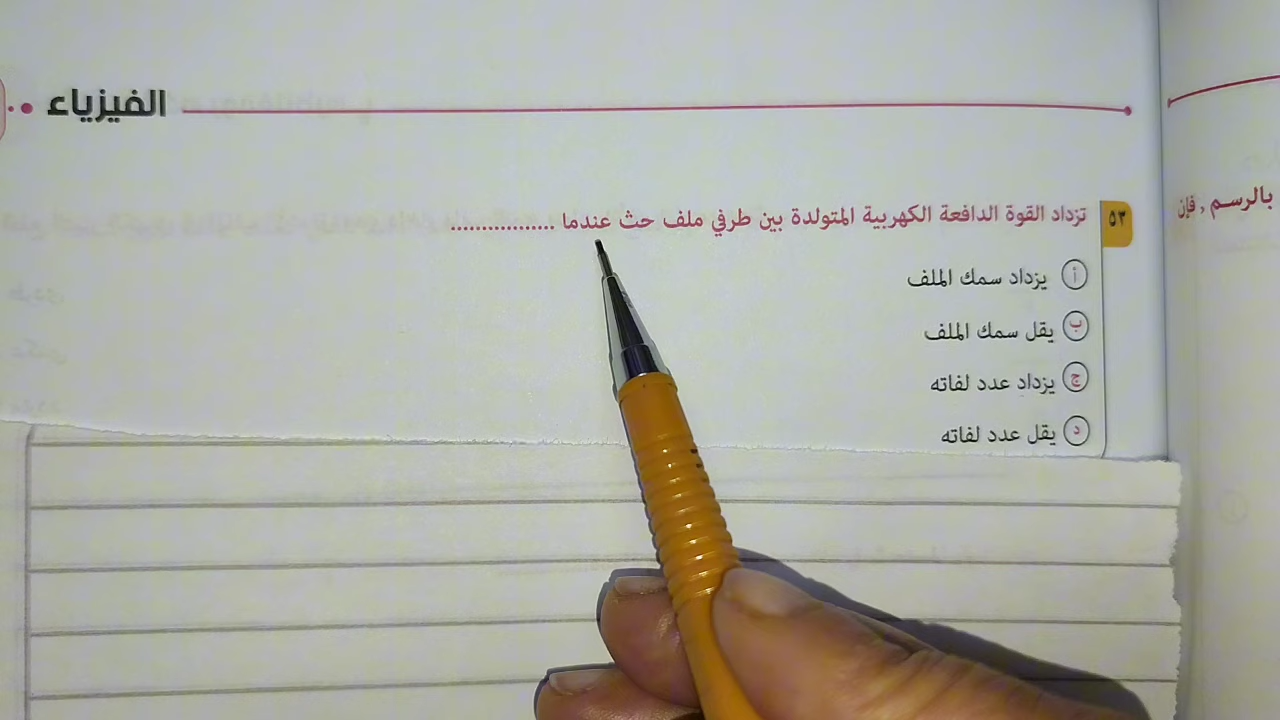 الفيزياء
بالرسم , فإن
٥٣ تزداد القوة الدافعة الكهربية المتولدة بين طرفي ملف حث عندما .................
أ يزداد سمك الملف
ب يقل سمك الملف
ج يزداد عدد لفاته
د يقل عدد لفاته